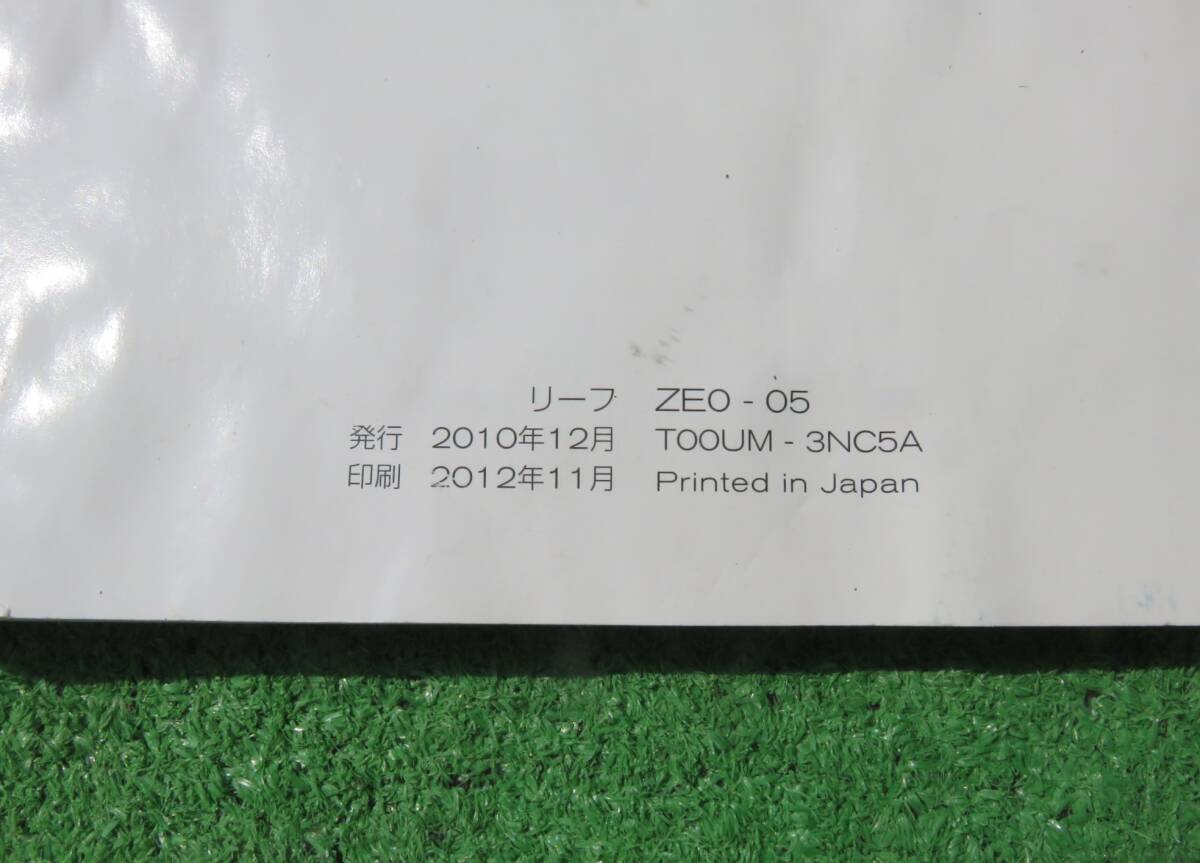 リーフ ZE0 - 05
発行 2010年12月 T00UM - 3NC5A
印刷 2012年11月 Printed in Japan